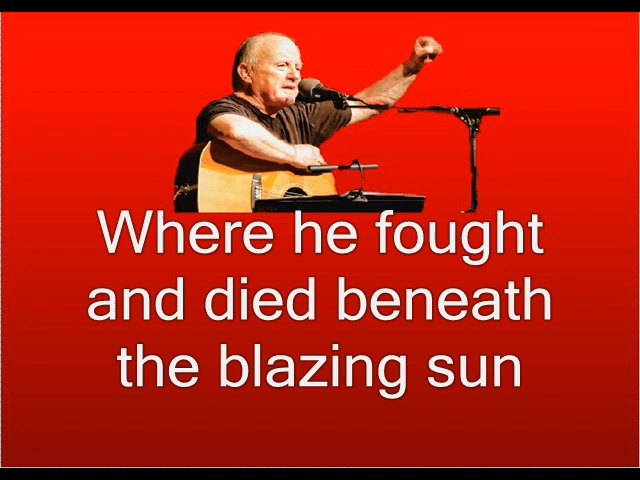 Where he fought
and died beneath
the blazing sun